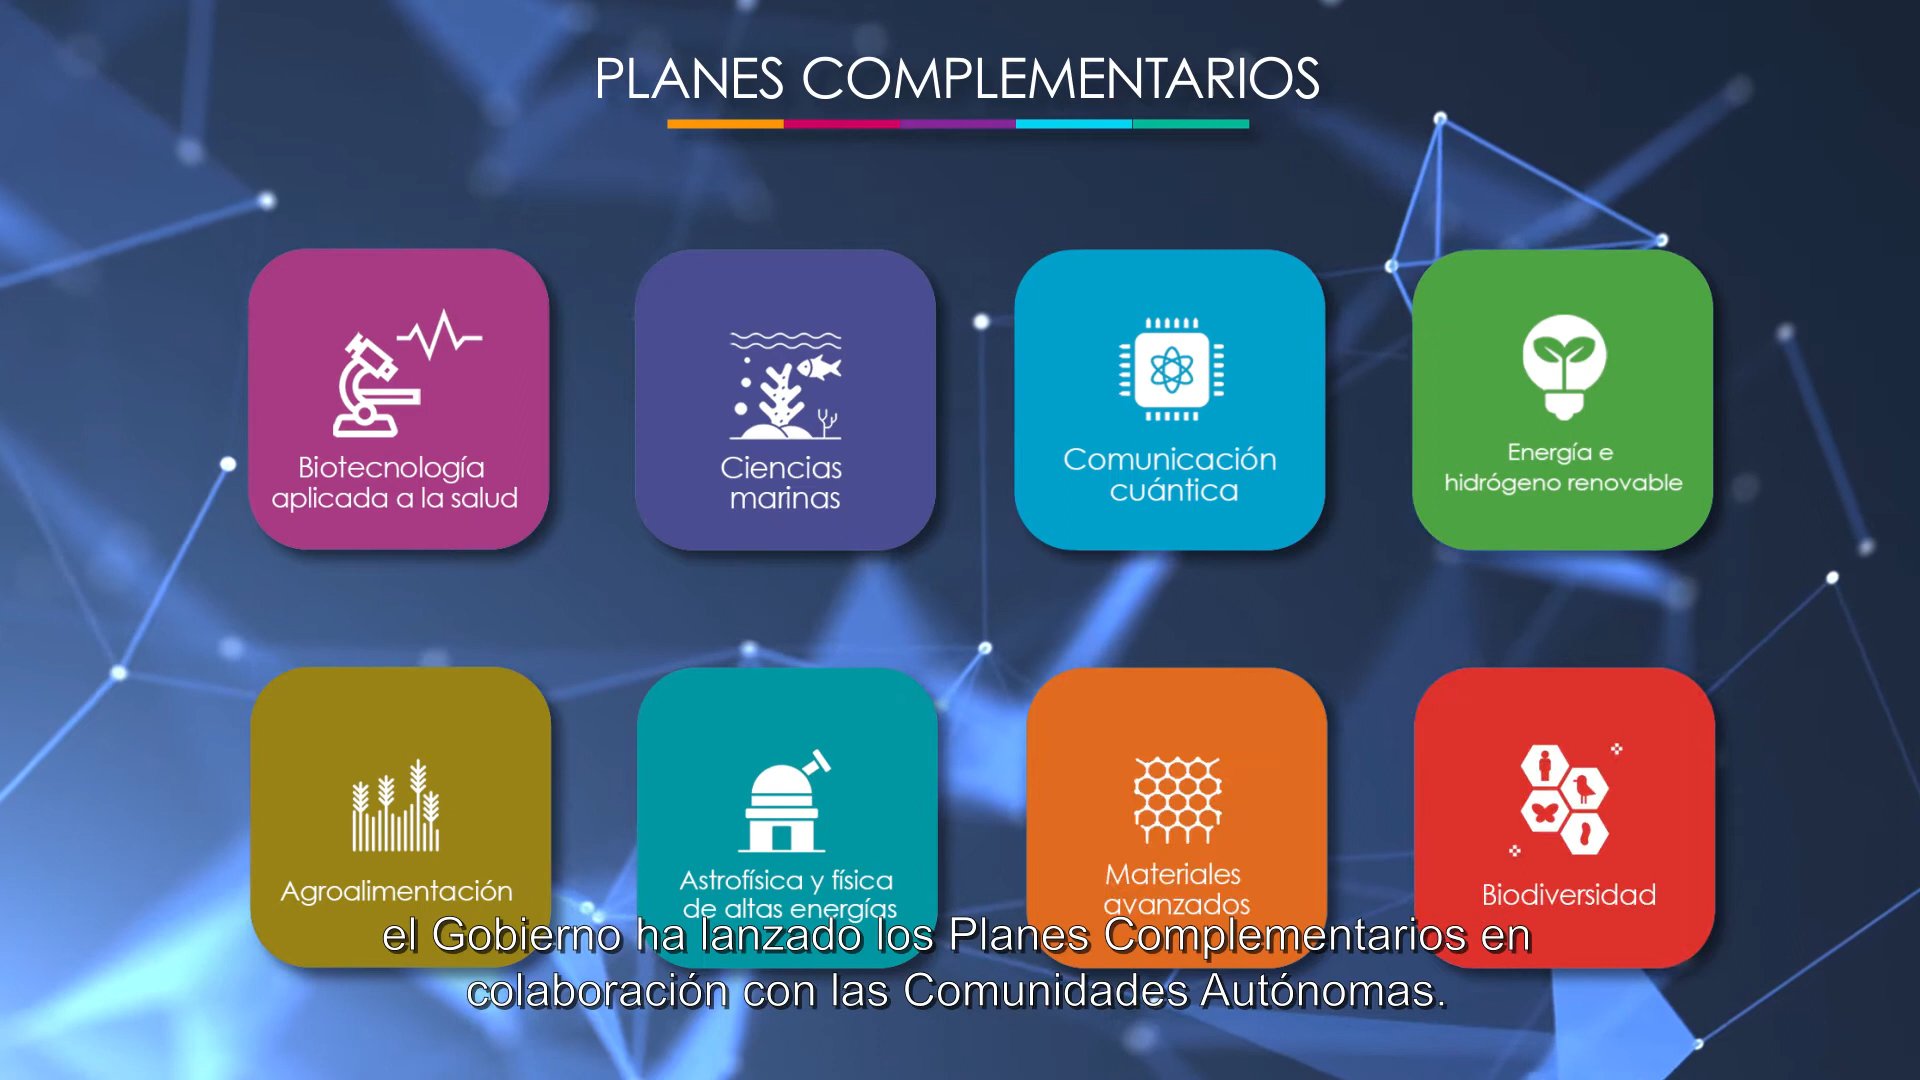 PLANES COMPLEMENTARIOS
Biotecnología
aplicada a la salud
Ciencias
marinas
Comunicación
cuántica
Energía e
hidrógeno renovable
Agroalimentación
Astrofísica y física
de altas energías
Materiales
avanzados
Biodiversidad
el Gobierno ha lanzado los Planes Complementarios en
colaboración con las Comunidades Autónomas.